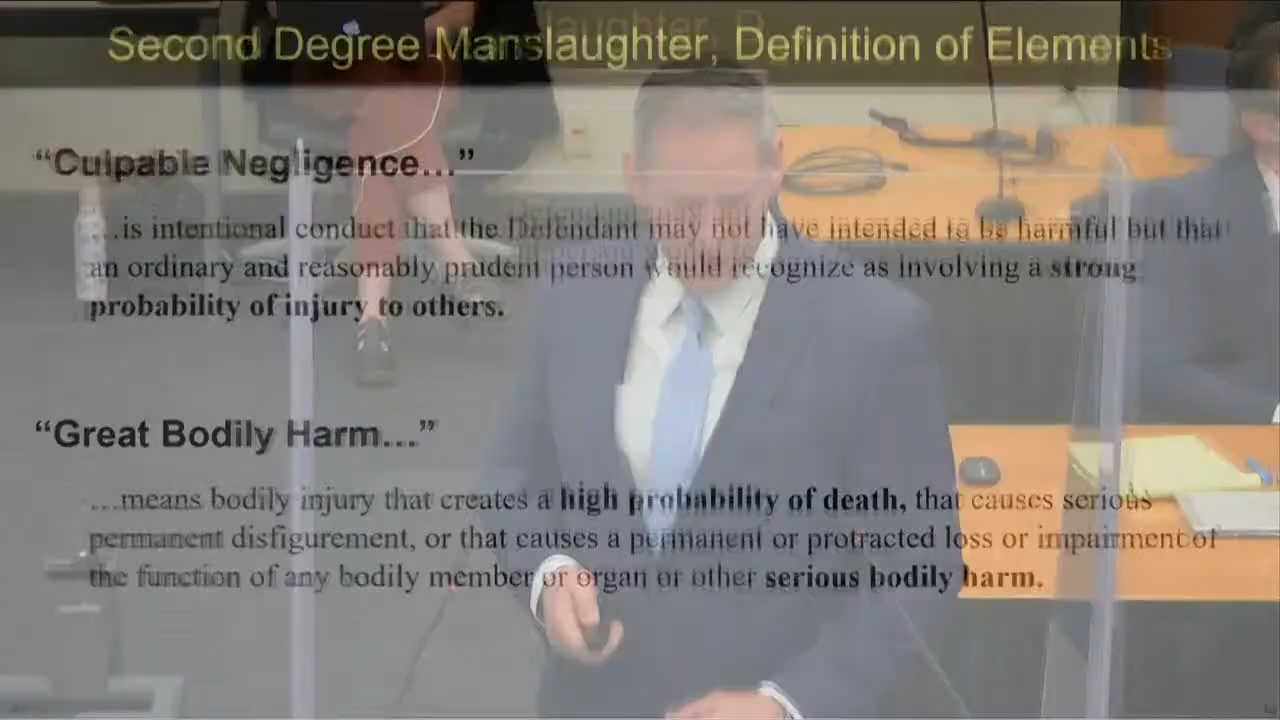 Second Degree Manslaughter, Definition of Elements
“Culpable Negligence…”
….is intentional conduct that the Defendant may not have intended to be harmful but that
an ordinary and reasonably prudent person would recognize as involving a strong
probability of injury to others.
“Great Bodily Harm…”
…means bodily injury that creates a high probability of death, that causes serious
permanent disfigurement, or that causes a permanent or protracted loss or impairment of
the function of any bodily member or organ or other serious bodily harm.